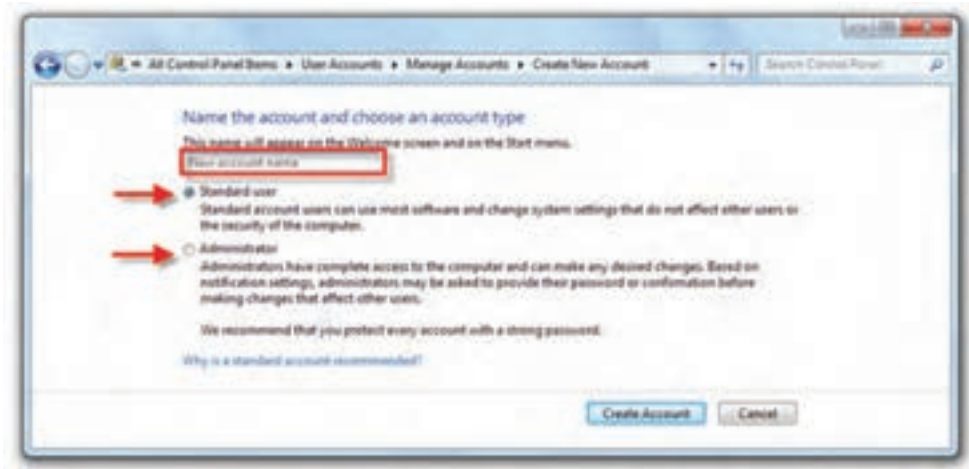 All Control Panel Items ▸ User Accounts ▸ Manage Accounts ▸ Create New Account
Search Control Panel
Name the account and choose an account type
This name will appear on the Welcome screen and on the Start menu.
New account name
Standard user
Standard account users can use most software and change system settings that do not affect other users or
the security of the computer.
Administrator
Administrators have complete access to the computer and can make any desired changes. Based on
notification settings, administrators may be asked to provide their password or confirmation before
making changes that affect other users.
We recommend that you protect every account with a strong password.
Why is a standard account recommended?
Create Account
Cancel